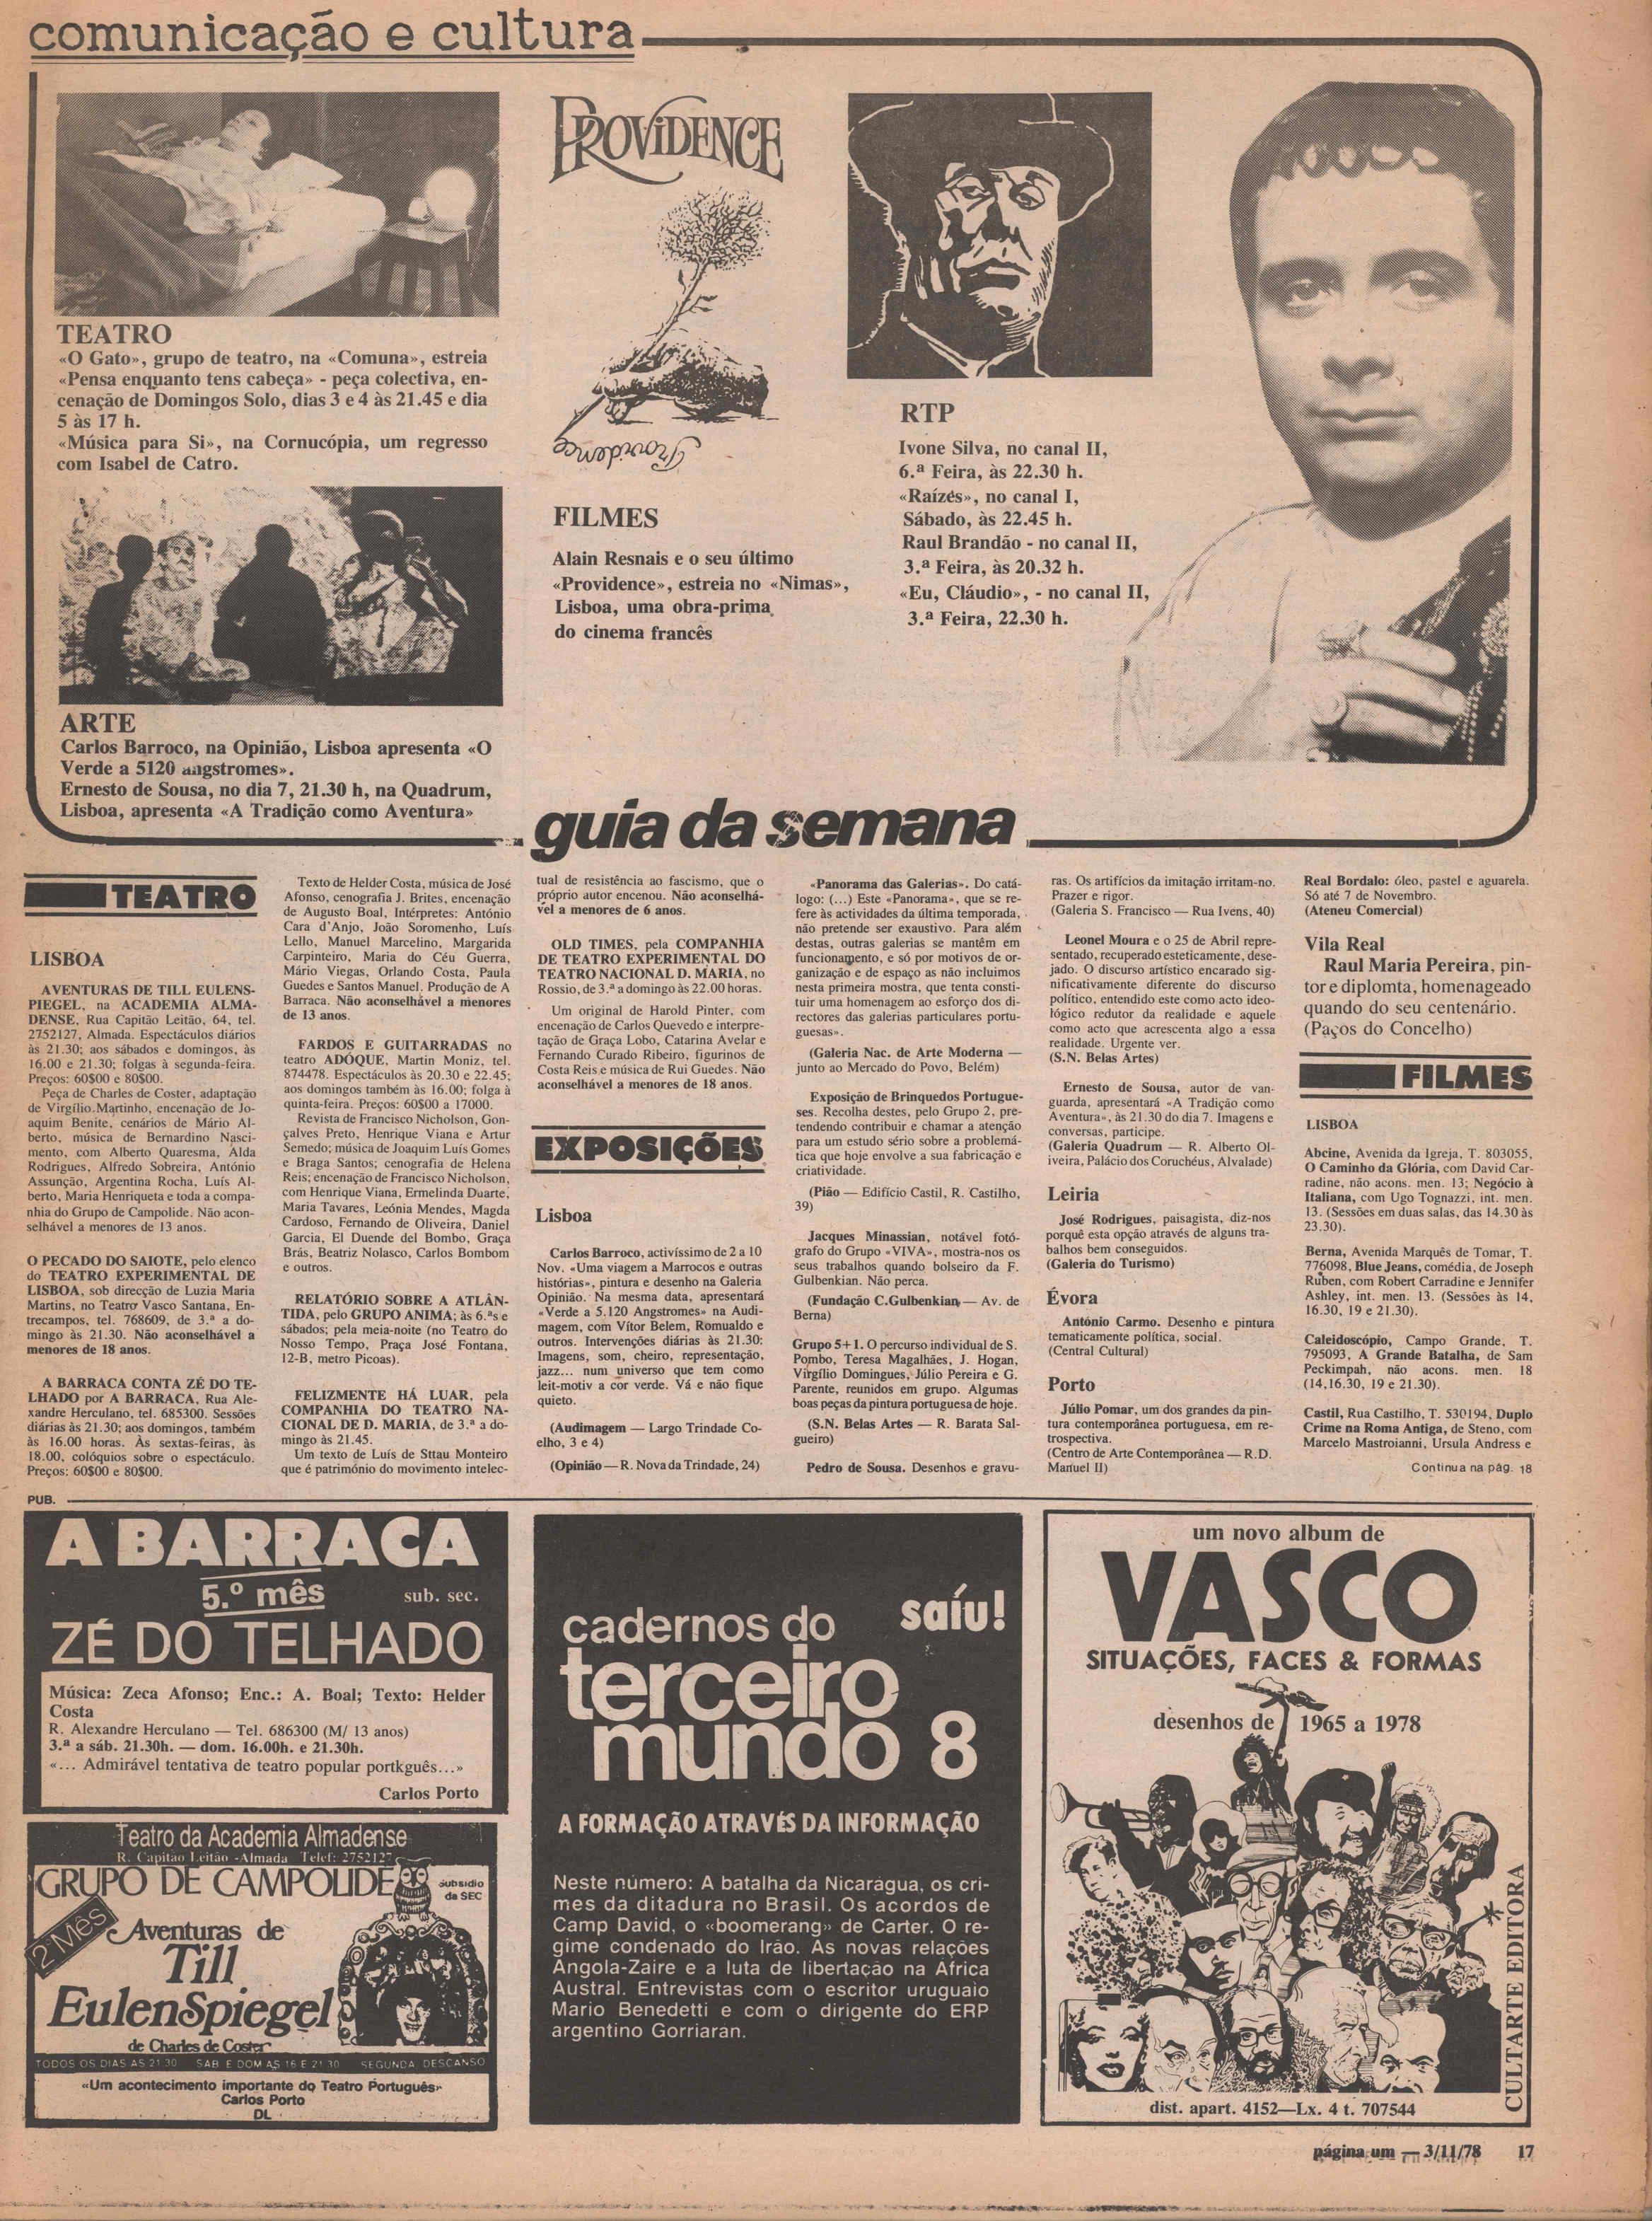 comunicação e cultura
TEATRO
«O Gato», grupo de teatro, na «Comuna», estreia
«Pensa enquanto tens cabeça» - peça colectiva, en-
cenação de Domingos Solo, dias 3 e 4 às 21.45 e dia
5 às 17 h.
«Música para Si», na Cornucópia, um regresso
com Isabel de Catro.
ARTE
Carlos Barroco, na Opinião, Lisboa apresenta «O
Verde a 5120 angstromes».
Ernesto de Sousa, no dia 7, 21.30 h, na Quadrum,
Lisboa, apresenta «A Tradição como Aventura»
PROViDENCE
Providence
FILMES
Alain Resnais e o seu último
«Providence», estreia no «Nimas»,
Lisboa, uma obra-prima
do cinema francês
RTP
Ivone Silva, no canal II,
6.ª Feira, às 22.30 h.
«Raízes», no canal I,
Sábado, às 22.45 h.
Raul Brandão - no canal II,
3.ª Feira, às 20.32 h.
«Eu, Cláudio», - no canal II,
3.ª Feira, 22.30 h.
guia da semana
TEATRO
LISBOA
AVENTURAS DE TILL EULENS-
PIEGEL, na ACADEMIA ALMA-
DENSE, Rua Capitão Leitão, 64, tel.
2752127, Almada. Espectáculos diários
às 21.30; aos sábados e domingos, às
16.00 e 21.30; folgas à segunda-feira.
Preços: 60$00 e 80$00.
Peça de Charles de Coster, adaptação
de Virgílio Martinho, encenação de Jo-
aquim Benite, cenários de Mário Al-
berto, música de Bernardino Nasci-
mento, com Alberto Quaresma, Alda
Rodrigues, Alfredo Sobreira, António
Assunção, Argentina Rocha, Luís Al-
berto, Maria Henriqueta e toda a compa-
nhia do Grupo de Campolide. Não acon-
selhável a menores de 13 anos.
O PECADO DO SAIOTE, pelo elenco
do TEATRO EXPERIMENTAL DE
LISBOA, sob direcção de Luzia Maria
Martins, no Teatro Vasco Santana, En-
trecampos, tel. 768609, de 3.ª a do-
mingo às 21.30. Não aconselhável a
menores de 18 anos.
A BARRACA CONTA ZÉ DO TE-
LHADO por A BARRACA, Rua Ale-
xandre Herculano, tel. 685300. Sessões
diárias às 21.30; aos domingos, também
às 16.00 horas. Às sextas-feiras, às
18.00, colóquios sobre o espectáculo.
Preços: 60$00 e 80$00.
Texto de Helder Costa, música de José
Afonso, cenografia J. Brites, encenação
de Augusto Boal, Intérpretes: António
Cara d'Anjo, João Soromenho, Luís
Lello, Manuel Marcelino, Margarida
Carpinteiro, Maria do Céu Guerra,
Mário Viegas, Orlando Costa, Paula
Guedes e Santos Manuel. Produção de A
Barraca. Não aconselhável a menores
de 13 anos.
FARDOS E GUITARRADAS no
teatro ADÓQUE, Martin Moniz, tel.
874478. Espectáculos às 20.30 e 22.45;
aos domingos também às 16.00; folga à
quinta-feira. Preços: 60$00 a 17000.
Revista de Francisco Nicholson, Gon-
çalves Preto, Henrique Viana e Artur
Semedo; música de Joaquim Luís Gomes
e Braga Santos; cenografia de Helena
Reis; encenação de Francisco Nicholson,
com Henrique Viana, Ermelinda Duarte,
Maria Tavares, Leónia Mendes, Magda
Cardoso, Fernando de Oliveira, Daniel
Garcia, El Duende del Bombo, Graça
Brás, Beatriz Nolasco, Carlos Bombom
e outros.
RELATÓRIO SOBRE A ATLÂN-
TIDA, pelo GRUPO ANIMA; às 6.ªs e
sábados; pela meia-noite (no Teatro do
Nosso Tempo, Praça José Fontana,
12-B, metro Picoas).
FELIZMENTE HÁ LUAR, pela
COMPANHIA DO TEATRO NA-
CIONAL DE D. MARIA, de 3.ª a do-
mingo às 21.45.
Um texto de Luís de Sttau Monteiro
que é património do movimento intelec-
tual de resistência ao fascismo, que o
próprio autor encenou. Não aconselhá-
vel a menores de 6 anos.
OLD TIMES, pela COMPANHIA
DE TEATRO EXPERIMENTAL DO
TEATRO NACIONAL D. MARIA, no
Rossio, de 3.ª a domingo às 22.00 horas.
Um original de Harold Pinter, com
encenação de Carlos Quevedo e interpre-
tação de Graça Lobo, Catarina Avelar e
Fernando Curado Ribeiro, figurinos de
Costa Reis e música de Rui Guedes. Não
aconselhável a menores de 18 anos.
EXPOSIÇÕES
Lisboa
Carlos Barroco, activíssimo de 2 a 10
Nov. «Uma viagem a Marrocos e outras
histórias», pintura e desenho na Galeria
Opinião. Na mesma data, apresentará
«Verde a 5.120 Angstromes» na Audi-
magem, com Vítor Belem, Romualdo e
outros. Intervenções diárias às 21.30:
Imagens, som, cheiro, representação,
jazz... num universo que tem como
leit-motiv a cor verde. Vá e não fique
quieto.
(Audimagem — Largo Trindade Co-
elho, 3 e 4)
(Opinião — R. Nova da Trindade, 24)
«Panorama das Galerias». Do catá-
logo: (...) Este «Panorama», que se re-
fere às actividades da última temporada,
não pretende ser exaustivo. Para além
destas, outras galerias se mantêm em
funcionamento, e só por motivos de or-
ganização e de espaço as não incluimos
nesta primeira mostra, que tenta consti-
tuir uma homenagem ao esforço dos di-
rectores das galerias particulares portu-
guesas».
(Galeria Nac. de Arte Moderna —
junto ao Mercado do Povo, Belém)
Exposição de Brinquedos Portugue-
ses. Recolha destes, pelo Grupo 2, pre-
tendendo contribuir e chamar a atenção
para um estudo sério sobre a problemá-
tica que hoje envolve a sua fabricação e
criatividade.
(Pião — Edifício Castil, R. Castilho,
39)
Jacques Minassian, notável fotó-
grafo do Grupo «VIVA», mostra-nos os
seus trabalhos quando bolseiro da F.
Gulbenkian. Não perca.
(Fundação C.Gulbenkian — Av. de
Berna)
Grupo 5+1. O percurso individual de S.
Pombo, Teresa Magalhães, J. Hogan,
Virgílio Domingues, Júlio Pereira e G.
Parente, reunidos em grupo. Algumas
boas peças da pintura portuguesa de hoje.
(S.N. Belas Artes — R. Barata Sal-
gueiro)
Pedro de Sousa. Desenhos e gravu-
ras. Os artifícios da imitação irritam-no.
Prazer e rigor.
(Galeria S. Francisco — Rua Ivens, 40)
Leonel Moura e o 25 de Abril repre-
sentado, recuperado esteticamente, dese-
jado. O discurso artístico encarado sig-
nificativamente diferente do discurso
político, entendido este como acto ideo-
lógico redutor da realidade e aquele
como acto que acrescenta algo a essa
realidade. Urgente ver.
(S.N. Belas Artes)
Ernesto de Sousa, autor de van-
guarda, apresentará «A Tradição como
Aventura», às 21.30 do dia 7. Imagens e
conversas, participe.
(Galeria Quadrum — R. Alberto Ol-
iveira, Palácio dos Coruchéus, Alvalade)
Leiria
José Rodrigues, paisagista, diz-nos
porquê esta opção através de alguns tra-
balhos bem conseguidos.
(Galeria do Turismo)
Évora
António Carmo. Desenho e pintura
tematicamente política, social.
(Central Cultural)
Porto
Júlio Pomar, um dos grandes da pin-
tura contemporânea portuguesa, em re-
trospectiva.
(Centro de Arte Contemporânea — R.D.
Manuel II)
Real Bordalo: óleo, pastel e aguarela.
Só até 7 de Novembro.
(Ateneu Comercial)
Vila Real
Raul Maria Pereira, pin-
tor e diplomta, homenageado
quando do seu centenário.
(Paços do Concelho)
FILMES
LISBOA
Abcine, Avenida da Igreja, T. 803055,
O Caminho da Glória, com David Car-
radine, não acons. men. 13; Negócio à
Italiana, com Ugo Tognazzi, int. men.
13. (Sessões em duas salas, das 14.30 às
23.30).
Berna, Avenida Marquês de Tomar, T.
776098, Blue Jeans, comédia, de Joseph
Ruben, com Robert Carradine e Jennifer
Ashley, int. men. 13. (Sessões às 14,
16.30, 19 e 21.30).
Caleidoscópio, Campo Grande, T.
795093, A Grande Batalha, de Sam
Peckimpah, não acons. men. 18
(14,16.30, 19 e 21.30).
Castil, Rua Castilho, T. 530194, Duplo
Crime na Roma Antiga, de Steno, com
Marcelo Mastroianni, Ursula Andress e
Continua na pág. 18
PUB.
A BARRACA
5.º mês
sub. sec.
ZÉ DO TELHADO
Música: Zeca Afonso; Enc.: A. Boal; Texto: Helder
Costa
R. Alexandre Herculano — Tel. 686300 (M/ 13 anos)
3.ª a sáb. 21.30h. — dom. 16.00h. e 21.30h.
«... Admirável tentativa de teatro popular portkguês...»
Carlos Porto
Teatro da Academia Almadense
R. Capitao Leitão -Almada Telef: 2752127
GRUPO DE CAMPOLIDE
subsidio
da SEC
2 Mês
Aventuras de
Till
EulenSpiegel
de Charles de Coster
TODOS OS DIAS AS 21 30 SAB E DOM AS 16 E 21 30 SEGUNDA DESCANSO
«Um acontecimento importante do Teatro Português»
Carlos Porto
DL
saíu!
cadernos do
terceiro
mundo 8
A FORMAÇÃO ATRAVÉS DA INFORMAÇÃO
Neste número: A batalha da Nicarágua, os cri-
mes da ditadura no Brasil. Os acordos de
Camp David, o «boomerang» de Carter. O re-
gime condenado do Irão. As novas relações
Angola-Zaire e a luta de libertação na Africa
Austral. Entrevistas com o escritor uruguaio
Mario Benedetti e com o dirigente do ERP
argentino Gorriaran.
um novo album de
VASCO
SITUAÇÕES, FACES & FORMAS
desenhos de 1965 a 1978
CULTARTE EDITORA
dist. apart. 4152—Lx. 4 t. 707544
página um — 3/11/78 17